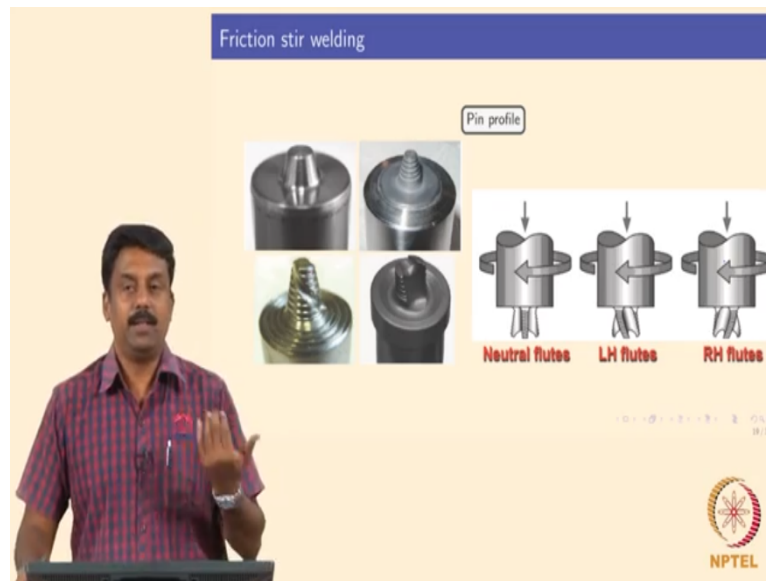 Friction stir welding
Pin profile
Neutral flutes
LH flutes
RH flutes
NPTEL